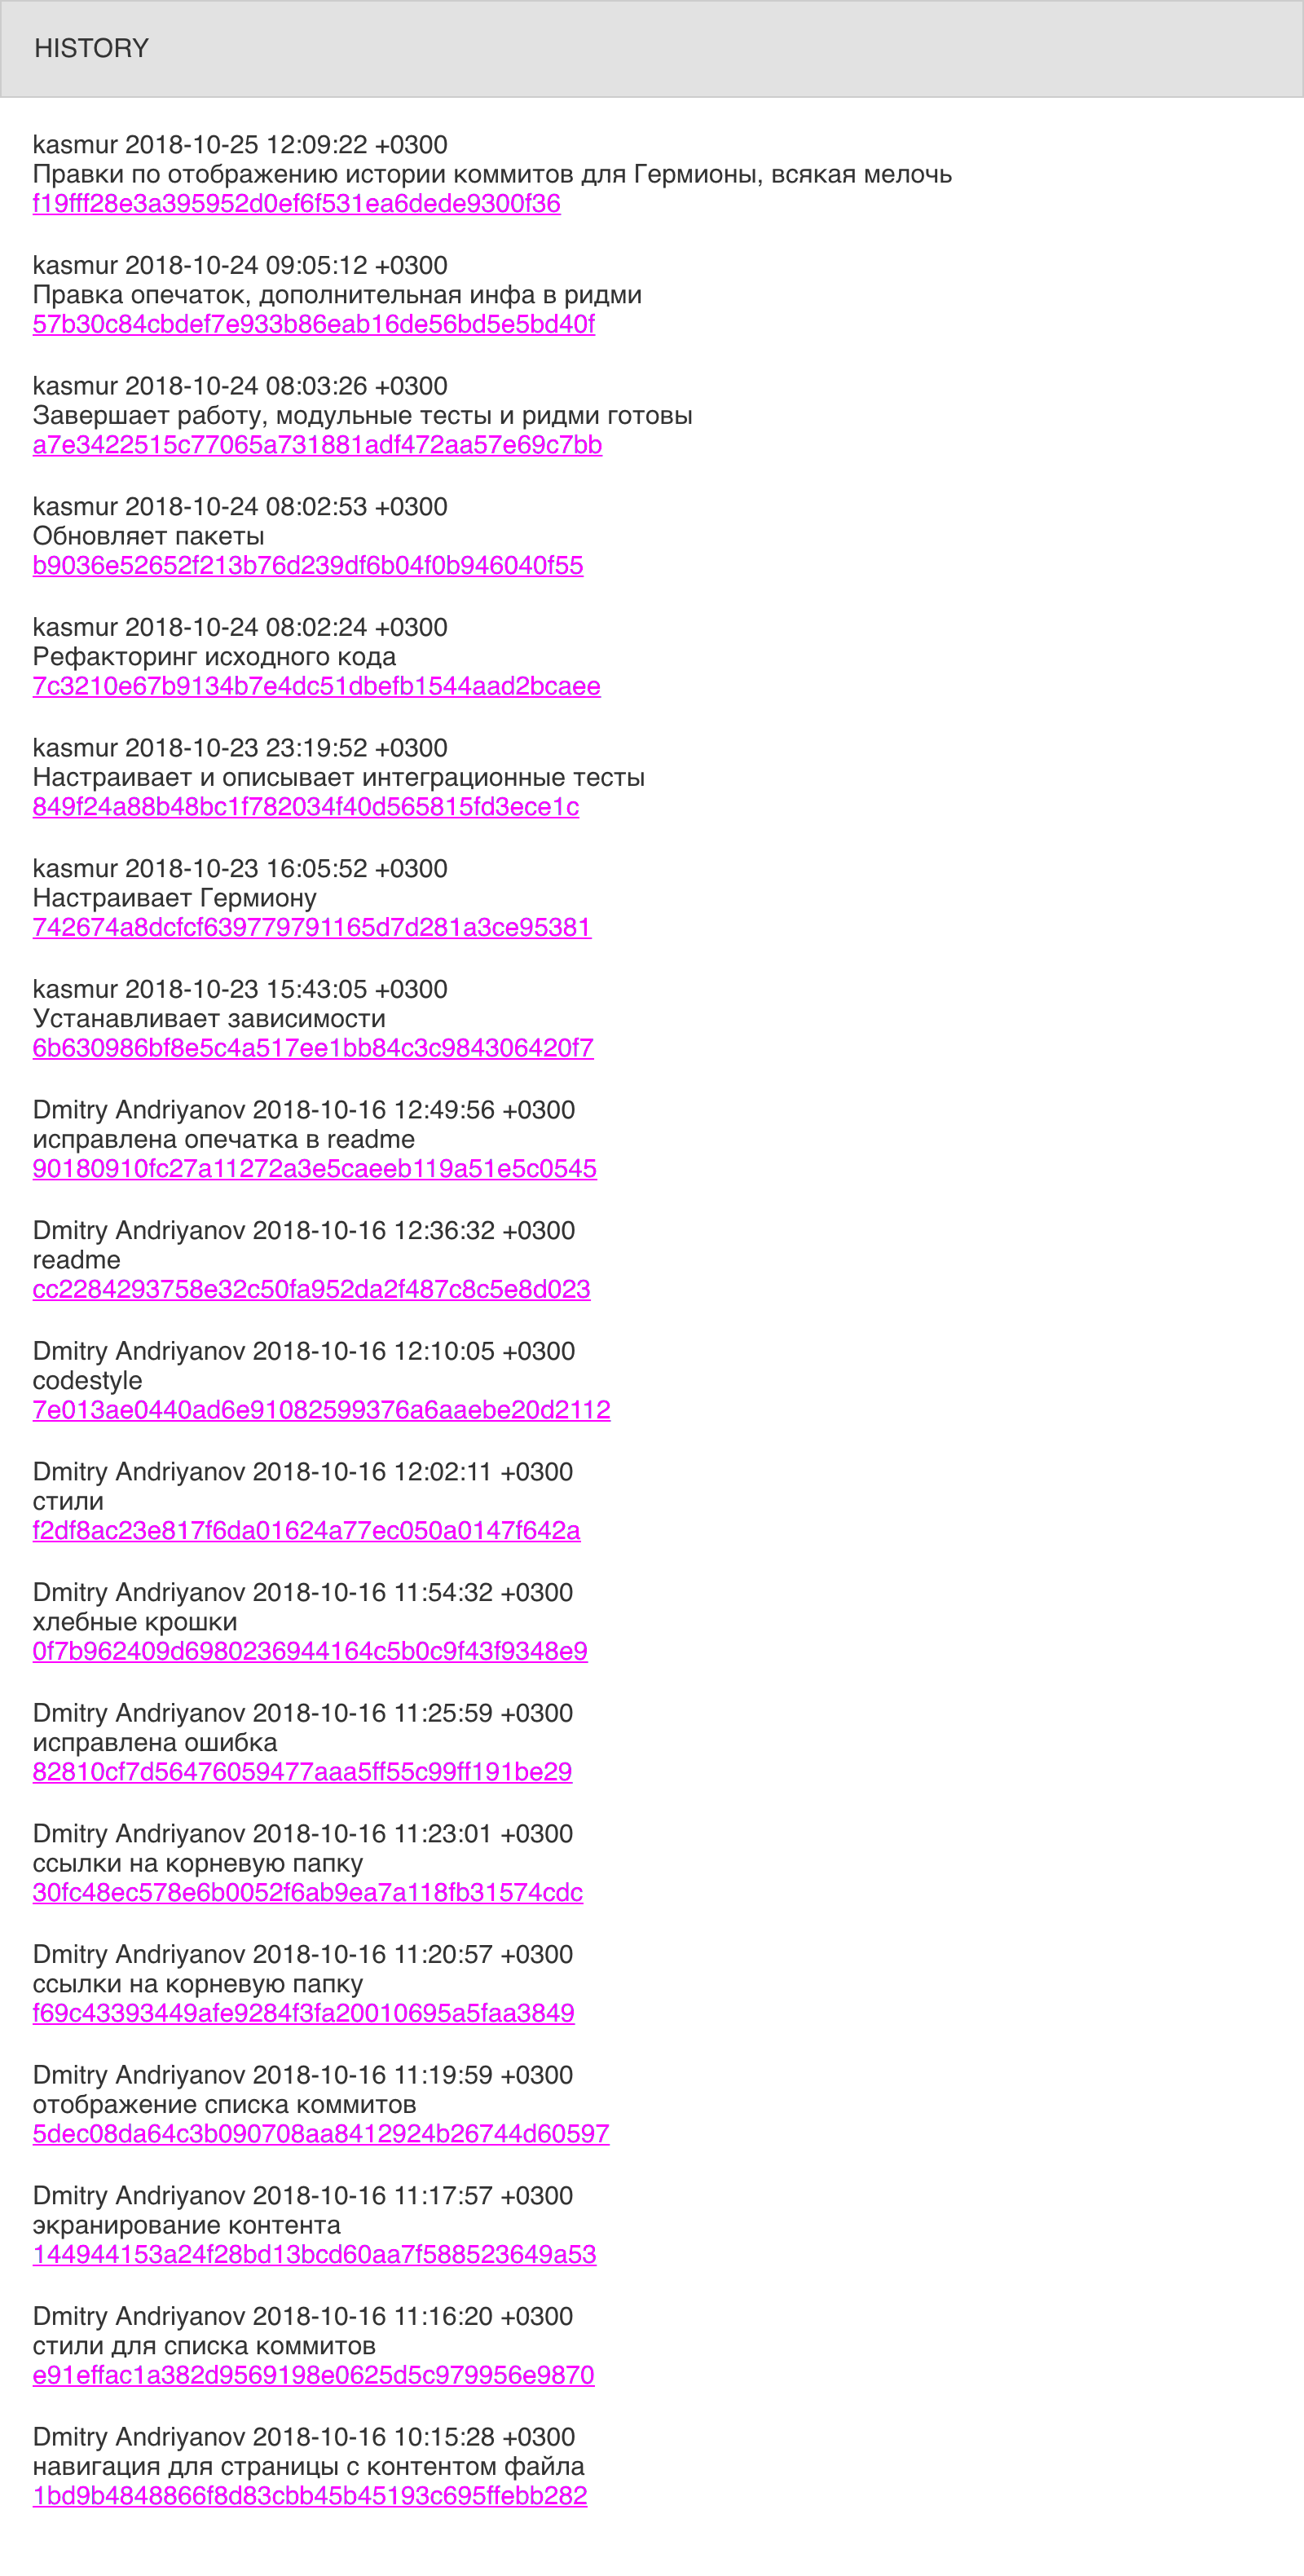 HISTORY
kasmur 2018-10-25 12:09:22 +0300
Правки по отображению истории коммитов для Гермионы, всякая мелочь
f19fff28e3a395952d0ef6f531ea6dede9300f36
kasmur 2018-10-24 09:05:12 +0300
Правка опечаток, дополнительная инфа в ридми
57b30c84cbdef7e933b86eab16de56bd5e5bd40f
kasmur 2018-10-24 08:03:26 +0300
Завершает работу, модульные тесты и ридми готовы
a7e3422515c77065a731881adf472aa57e69c7bb
kasmur 2018-10-24 08:02:53 +0300
Обновляет пакеты
b9036e52652f213b76d239df6b04f0b946040f55
kasmur 2018-10-24 08:02:24 +0300
Рефакторинг исходного кода
7c3210e67b9134b7e4dc51dbefb1544aad2bcaee
kasmur 2018-10-23 23:19:52 +0300
Настраивает и описывает интеграционные тесты
849f24a88b48bc1f782034f40d565815fd3ece1c
kasmur 2018-10-23 16:05:52 +0300
Настраивает Гермиону
742674a8dcfcf639779791165d7d281a3ce95381
kasmur 2018-10-23 15:43:05 +0300
Устанавливает зависимости
6b630986bf8e5c4a517ee1bb84c3c984306420f7
Dmitry Andriyanov 2018-10-16 12:49:56 +0300
исправлена опечатка в readme
90180910fc27a11272a3e5caeeb119a51e5c0545
Dmitry Andriyanov 2018-10-16 12:36:32 +0300
readme
cc2284293758e32c50fa952da2f487c8c5e8d023
Dmitry Andriyanov 2018-10-16 12:10:05 +0300
codestyle
7e013ae0440ad6e91082599376a6aaebe20d2112
Dmitry Andriyanov 2018-10-16 12:02:11 +0300
стили
f2df8ac23e817f6da01624a77ec050a0147f642a
Dmitry Andriyanov 2018-10-16 11:54:32 +0300
хлебные крошки
0f7b962409d6980236944164c5b0c9f43f9348e9
Dmitry Andriyanov 2018-10-16 11:25:59 +0300
исправлена ошибка
82810cf7d56476059477aaa5ff55c99ff191be29
Dmitry Andriyanov 2018-10-16 11:23:01 +0300
ссылки на корневую папку
30fc48ec578e6b0052f6ab9ea7a118fb31574cdc
Dmitry Andriyanov 2018-10-16 11:20:57 +0300
ссылки на корневую папку
f69c43393449afe9284f3fa20010695a5faa3849
Dmitry Andriyanov 2018-10-16 11:19:59 +0300
отображение списка коммитов
5dec08da64c3b090708aa8412924b26744d60597
Dmitry Andriyanov 2018-10-16 11:17:57 +0300
экранирование контента
144944153a24f28bd13bcd60aa7f588523649a53
Dmitry Andriyanov 2018-10-16 11:16:20 +0300
стили для списка коммитов
e91effac1a382d9569198e0625d5c979956e9870
Dmitry Andriyanov 2018-10-16 10:15:28 +0300
навигация для страницы с контентом файла
1bd9b4848866f8d83cbb45b45193c695ffebb282